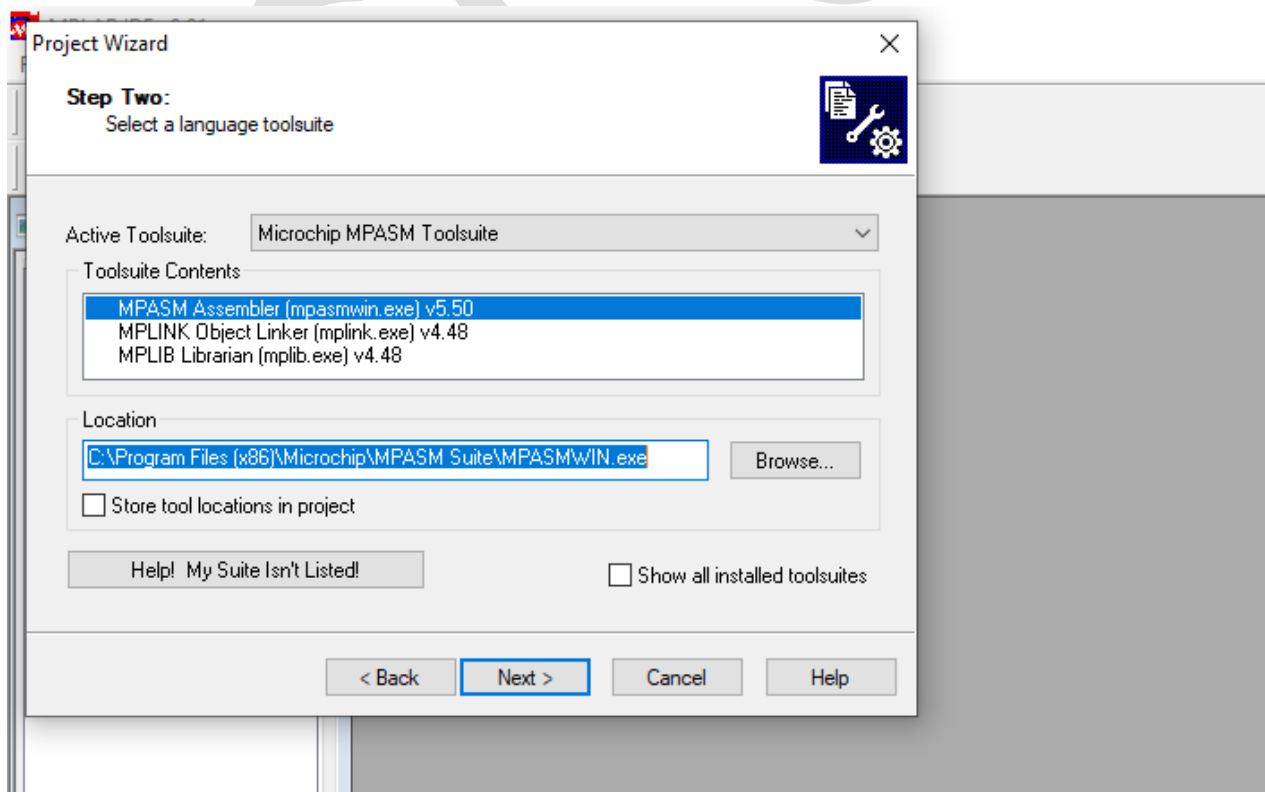 Project Wizard
Step Two:
Select a language toolsuite
Active Toolsuite: Microchip MPASM Toolsuite
Toolsuite Contents
MPASM Assembler (mpasmwin.exe) v5.50
MPLINK Object Linker (mplink.exe) v4.48
MPLIB Librarian (mplib.exe) v4.48
Location
C:\Program Files (x86)\Microchip\MPASM Suite\MPASMWIN.exe Browse...
Store tool locations in project
Help! My Suite Isn't Listed! Show all installed toolsuites
< Back Next > Cancel Help